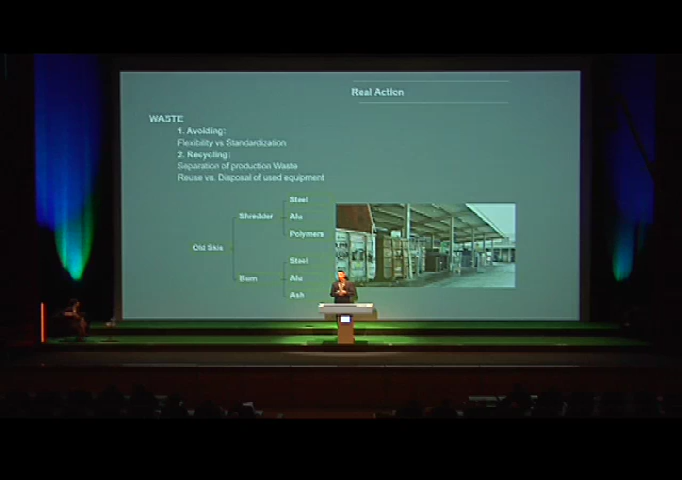 Real Action
WASTE
1. Avoiding:
Flexibility vs Standardization
2. Recycling:
Separation of production Waste
Reuse vs. Disposal of used equipment
Steel
Shredder
Alu
Polymers
Old Skis
Steel
Burn
Alu
Ash